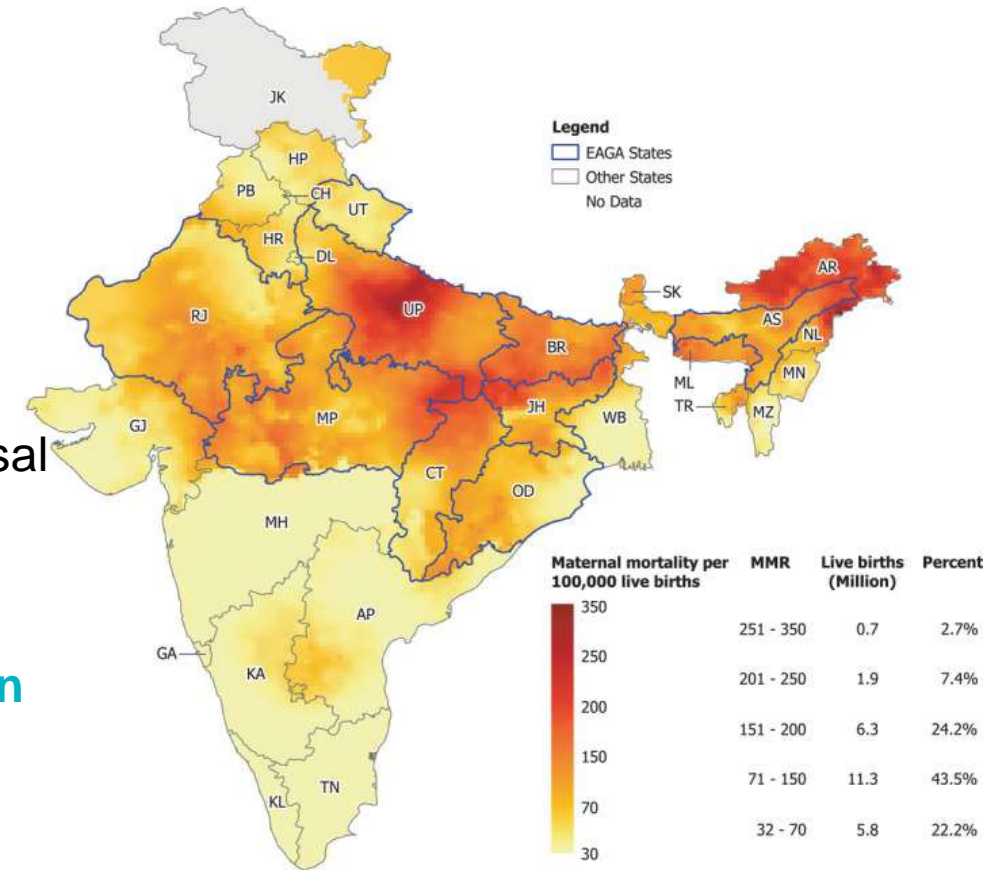 JK
HP
PB
CH
UT
HR
DL
RJ
UP
BR
SK
AR
AS
NL
ML
MN
TR
MZ
GJ
MP
JH
WB
CT
OD
MH
AP
GA
KA
KL
TN
sal
n
Legend
EAGA States
Other States
No Data
Maternal mortality per
100,000 live births
350
250
200
150
70
30
MMR Live births Percent
(Million)
251 - 350 0.7 2.7%
201 - 250 1.9 7.4%
151 - 200 6.3 24.2%
71 - 150 11.3 43.5%
32 - 70 5.8 22.2%